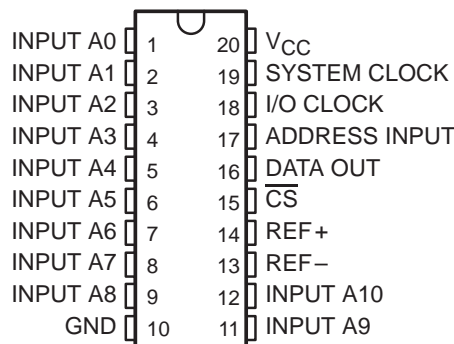 INPUT A0 1 20 VCC
INPUT A1 2 19 SYSTEM CLOCK
INPUT A2 3 18 I/O CLOCK
INPUT A3 4 17 ADDRESS INPUT
INPUT A4 5 16 DATA OUT
INPUT A5 6 15 C̅S̅
INPUT A6 7 14 REF+
INPUT A7 8 13 REF−
INPUT A8 9 12 INPUT A10
GND 10 11 INPUT A9